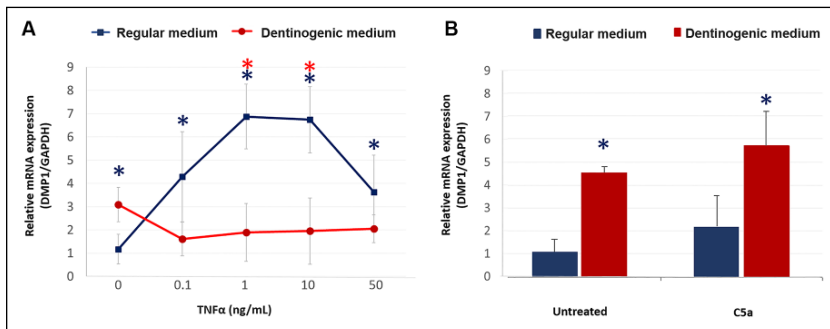 A
Regular medium
Dentinogenic medium
Relative mRNA expression
(DMP1/GAPDH)
9
8
7
6
5
4
3
2
1
0
* * * * * * *
0 0.1 1 10 50
TNFα (ng/mL)
B
Regular medium
Dentinogenic medium
Relative mRNA expression
(DMP1/GAPDH)
9
8
7
6
5
4
3
2
1
0
* *
Untreated C5a